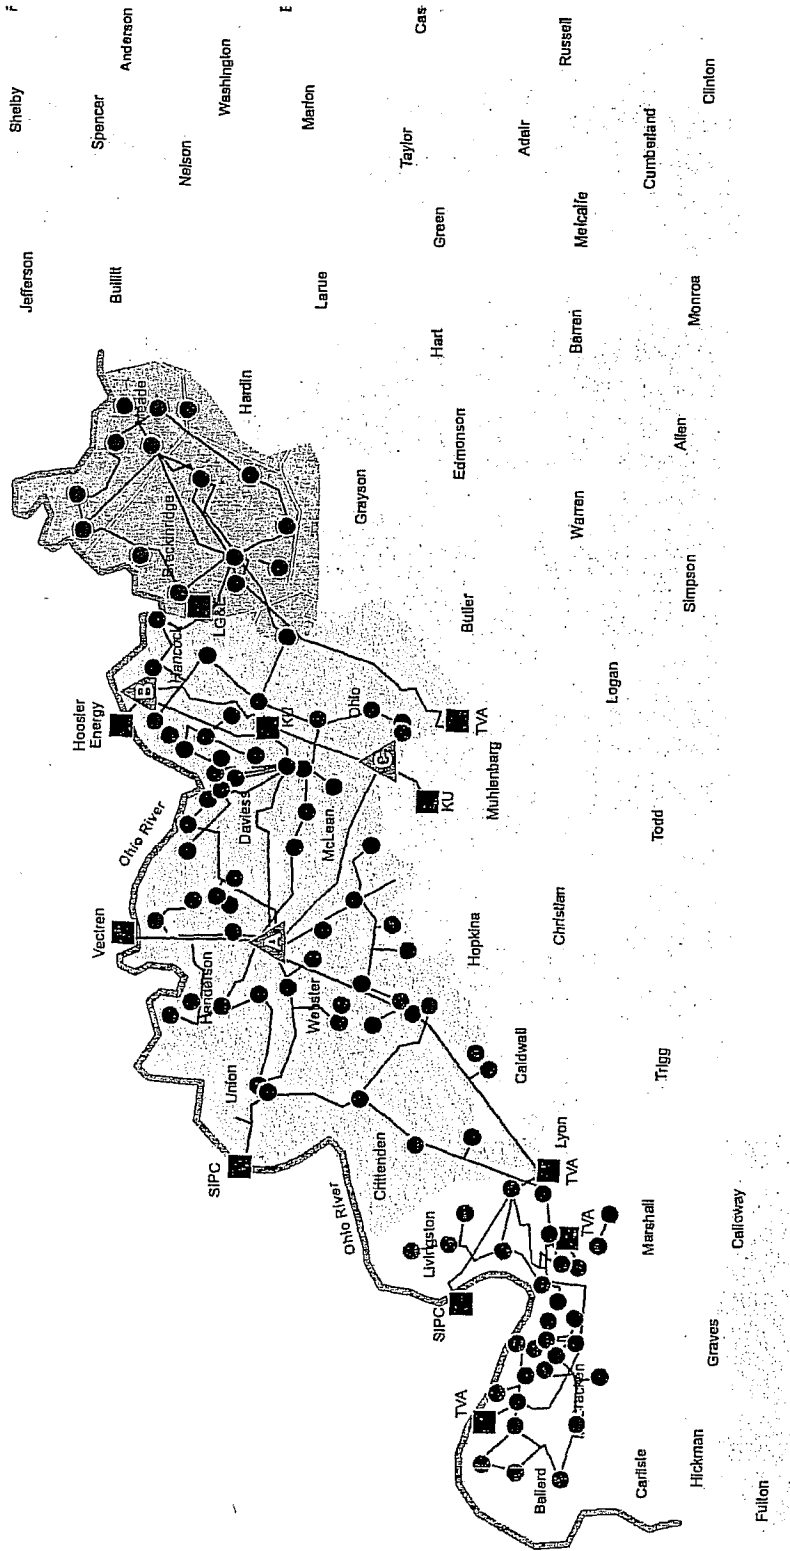 Shelby
Jefferson
Spencer
Anderson
Bullitt
Hoosier
Energy
Vectren
Ohio River
B
Hancock
Breckinridge
Meade
Nelson
Henderson
LG&E
Washington
SIPC
Union
Daviess
Hardin
A
KU
Marion
Webster
McLean
Larue
Ohio River
Ohio
Grayson
Crittenden
C
Taylor
Cas
Livingston
SIPC
KU
Hart
Green
TVA
Hopkins
TVA
Muhlenberg
Butler
Edmonson
Caldwell
Adair
Ballard
Lyon
TVA
Christian
Warren
Barren
Metcalfe
Russell
TVA
Logan
Carlisle
Marshall
Trigg
Todd
Cumberland
Hickman
Graves
Simpson
Allen
Monroe
Clinton
Fulton
Calloway